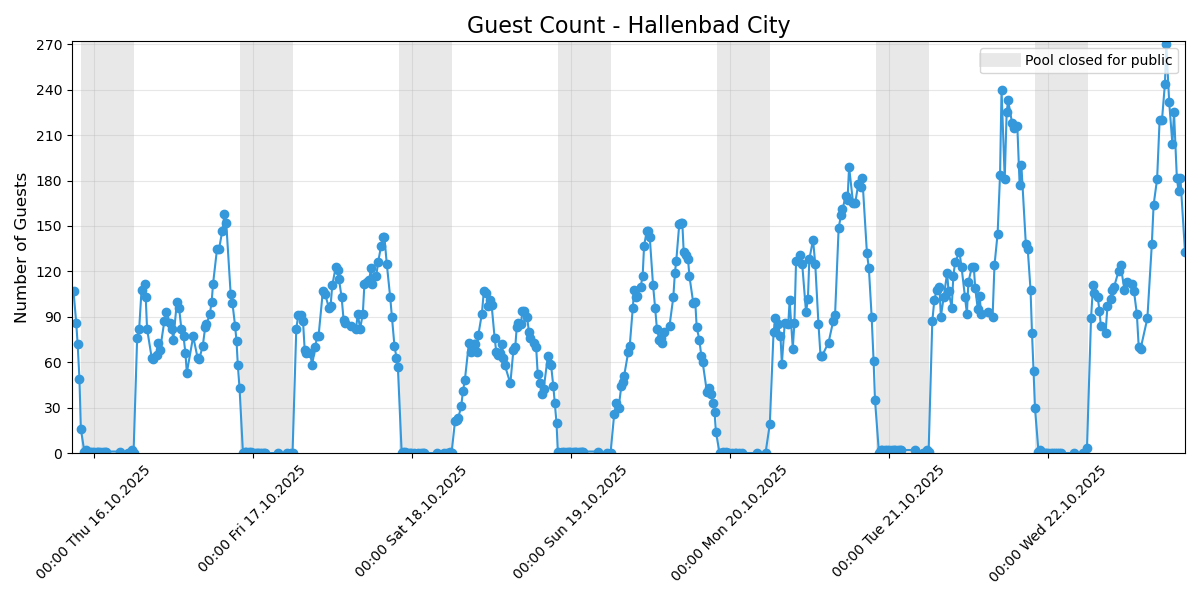 Guest Count - Hallenbad City
Pool closed for public
Number of Guests
270
240
210
180
150
120
90
60
30
0
00:00 Thu 16.10.2025
00:00 Fri 17.10.2025
00:00 Sat 18.10.2025
00:00 Sun 19.10.2025
00:00 Mon 20.10.2025
00:00 Tue 21.10.2025
00:00 Wed 22.10.2025